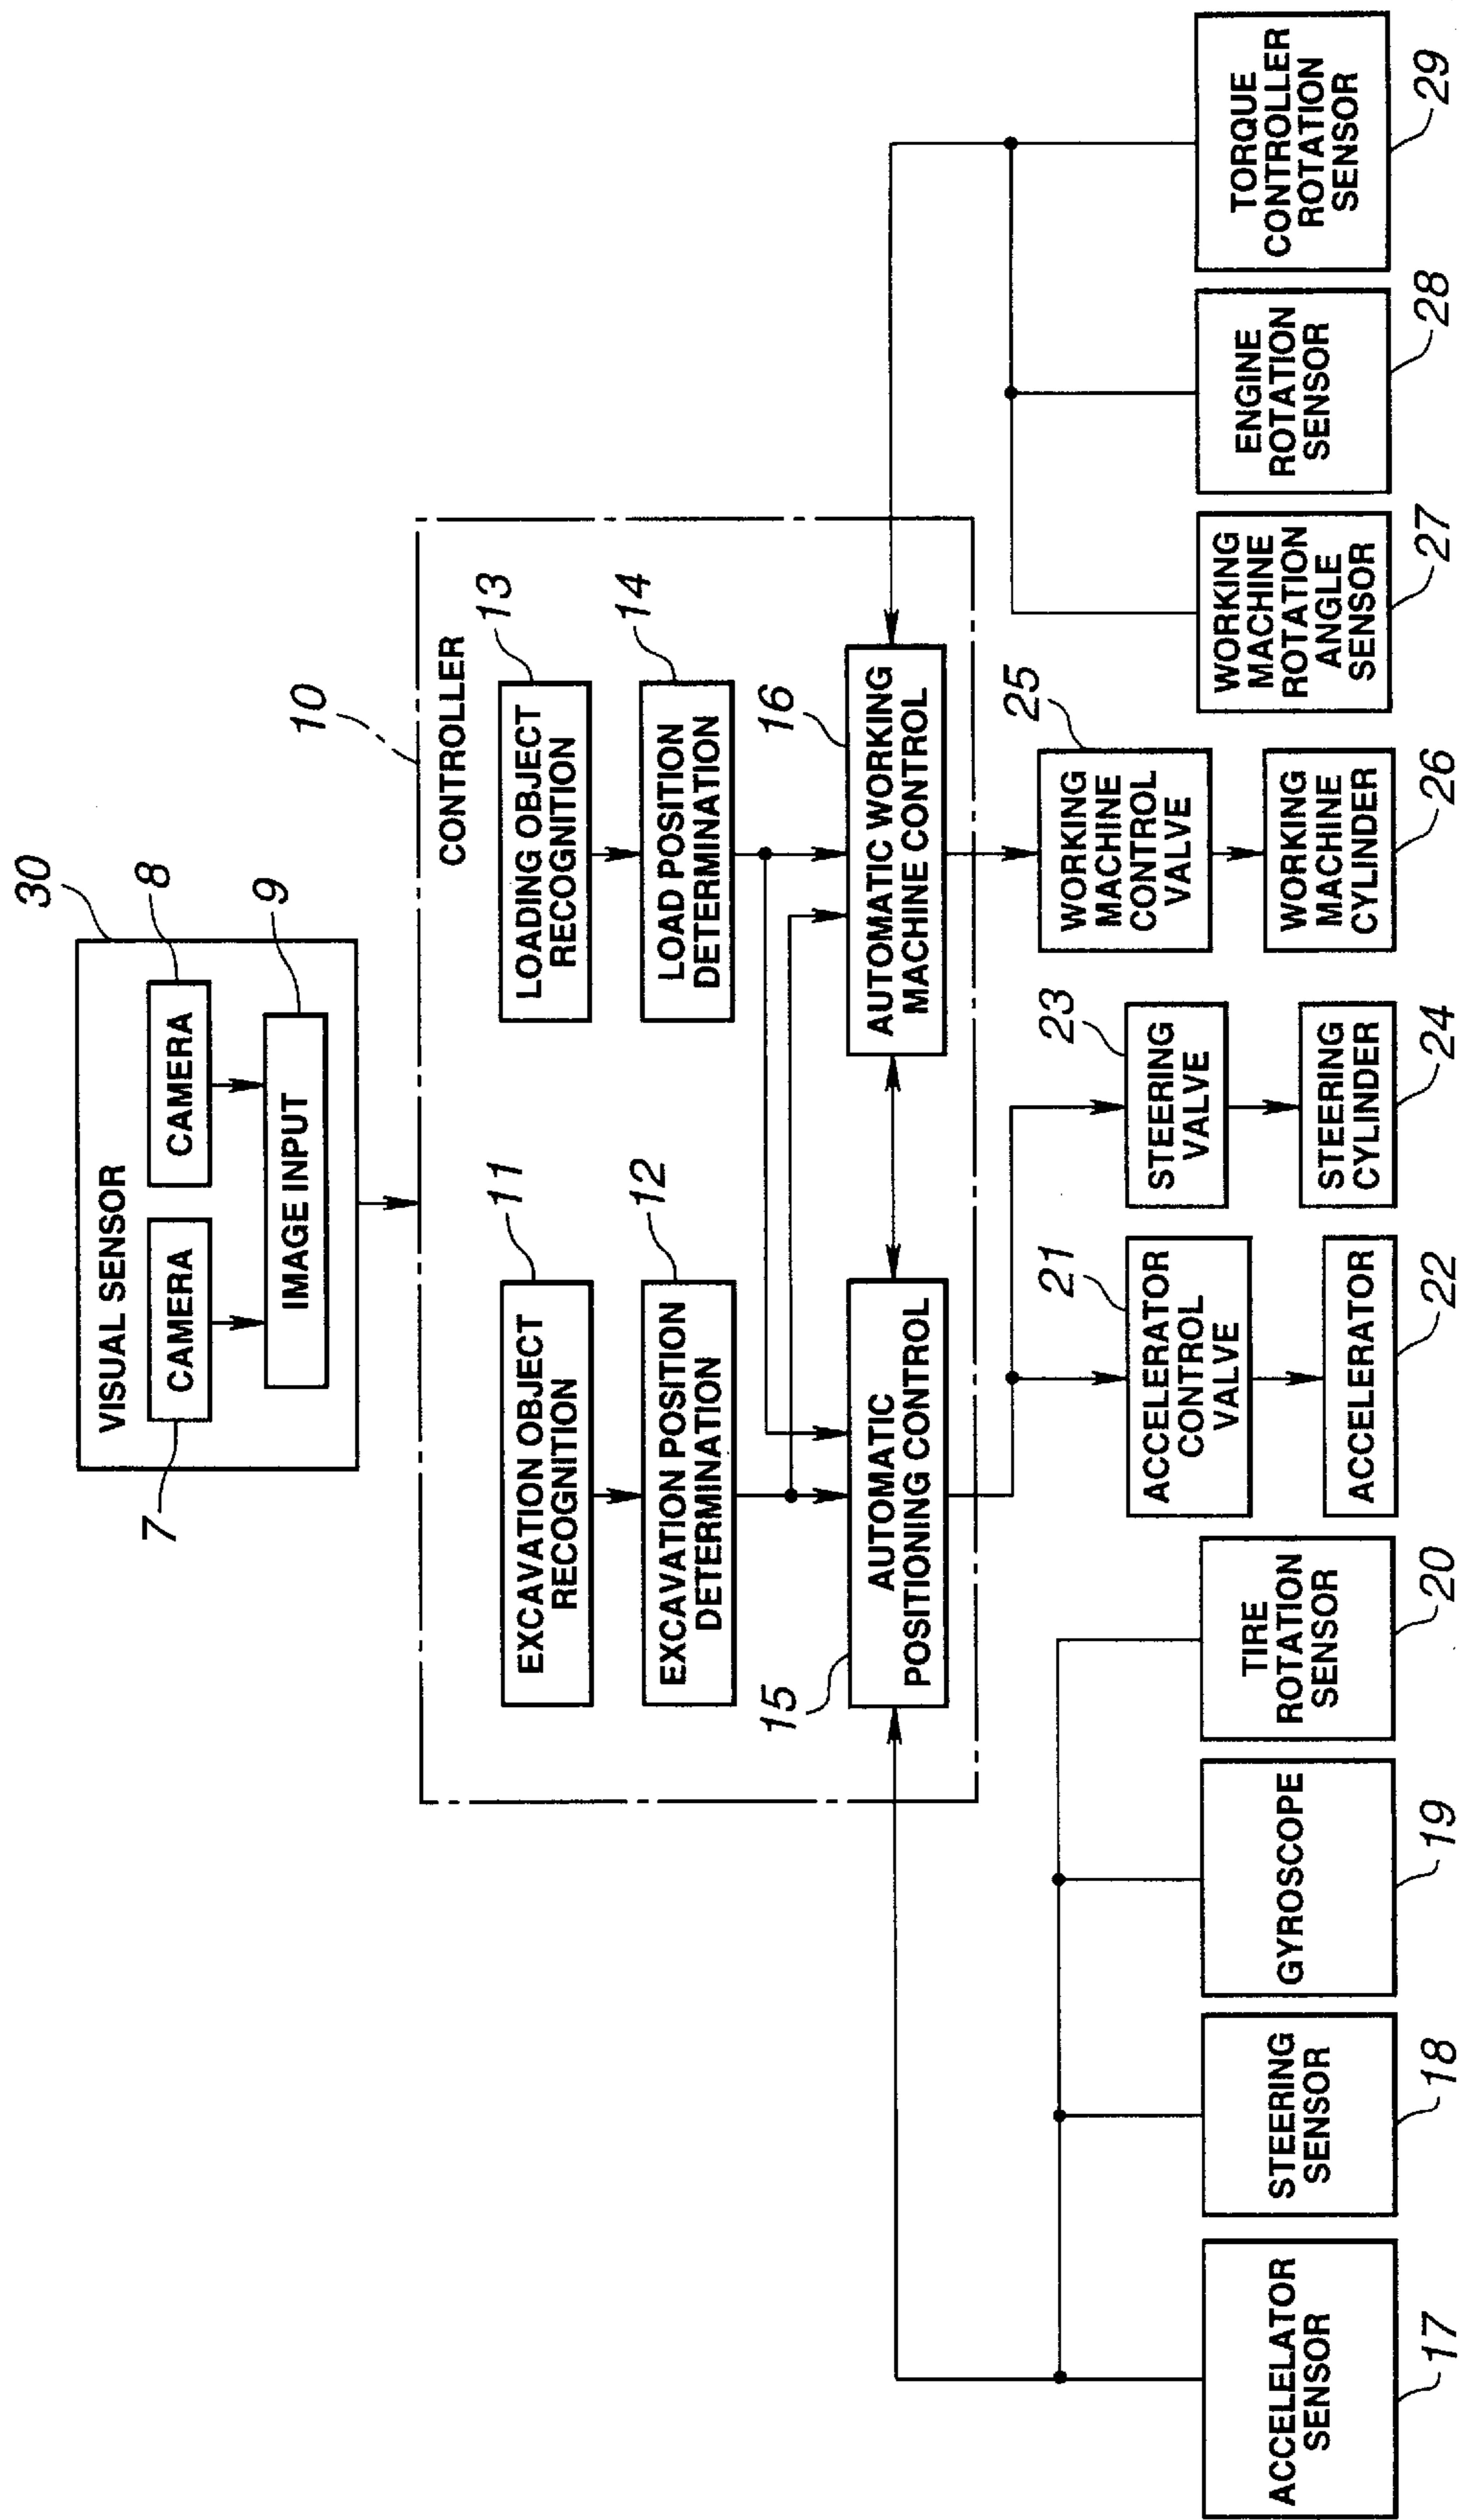 30
VISUAL SENSOR
7
CAMERA
8
CAMERA
9
IMAGE INPUT
10
CONTROLLER
11
EXCAVATION OBJECT
RECOGNITION
12
EXCAVATION POSITION
DETERMINATION
13
LOADING OBJECT
RECOGNITION
14
LOAD POSITION
DETERMINATION
15
AUTOMATIC
POSITIONING CONTROL
16
AUTOMATIC WORKING
MACHINE CONTROL
ACCELELATOR
SENSOR
17
STEERING
SENSOR
18
GYROSCOPE
19
TIRE
ROTATION
SENSOR
20
21
ACCELERATOR
CONTROL
VALVE
ACCELERATOR
22
23
STEERING
VALVE
STEERING
CYLINDER
24
25
WORKING
MACHINE
CONTROL
VALVE
WORKING
MACHINE
CYLINDER
26
WORKING
MACHINE
ROTATION
ANGLE
SENSOR
27
ENGINE
ROTATION
SENSOR
28
TORQUE
CONTROLLER
ROTATION
SENSOR
29